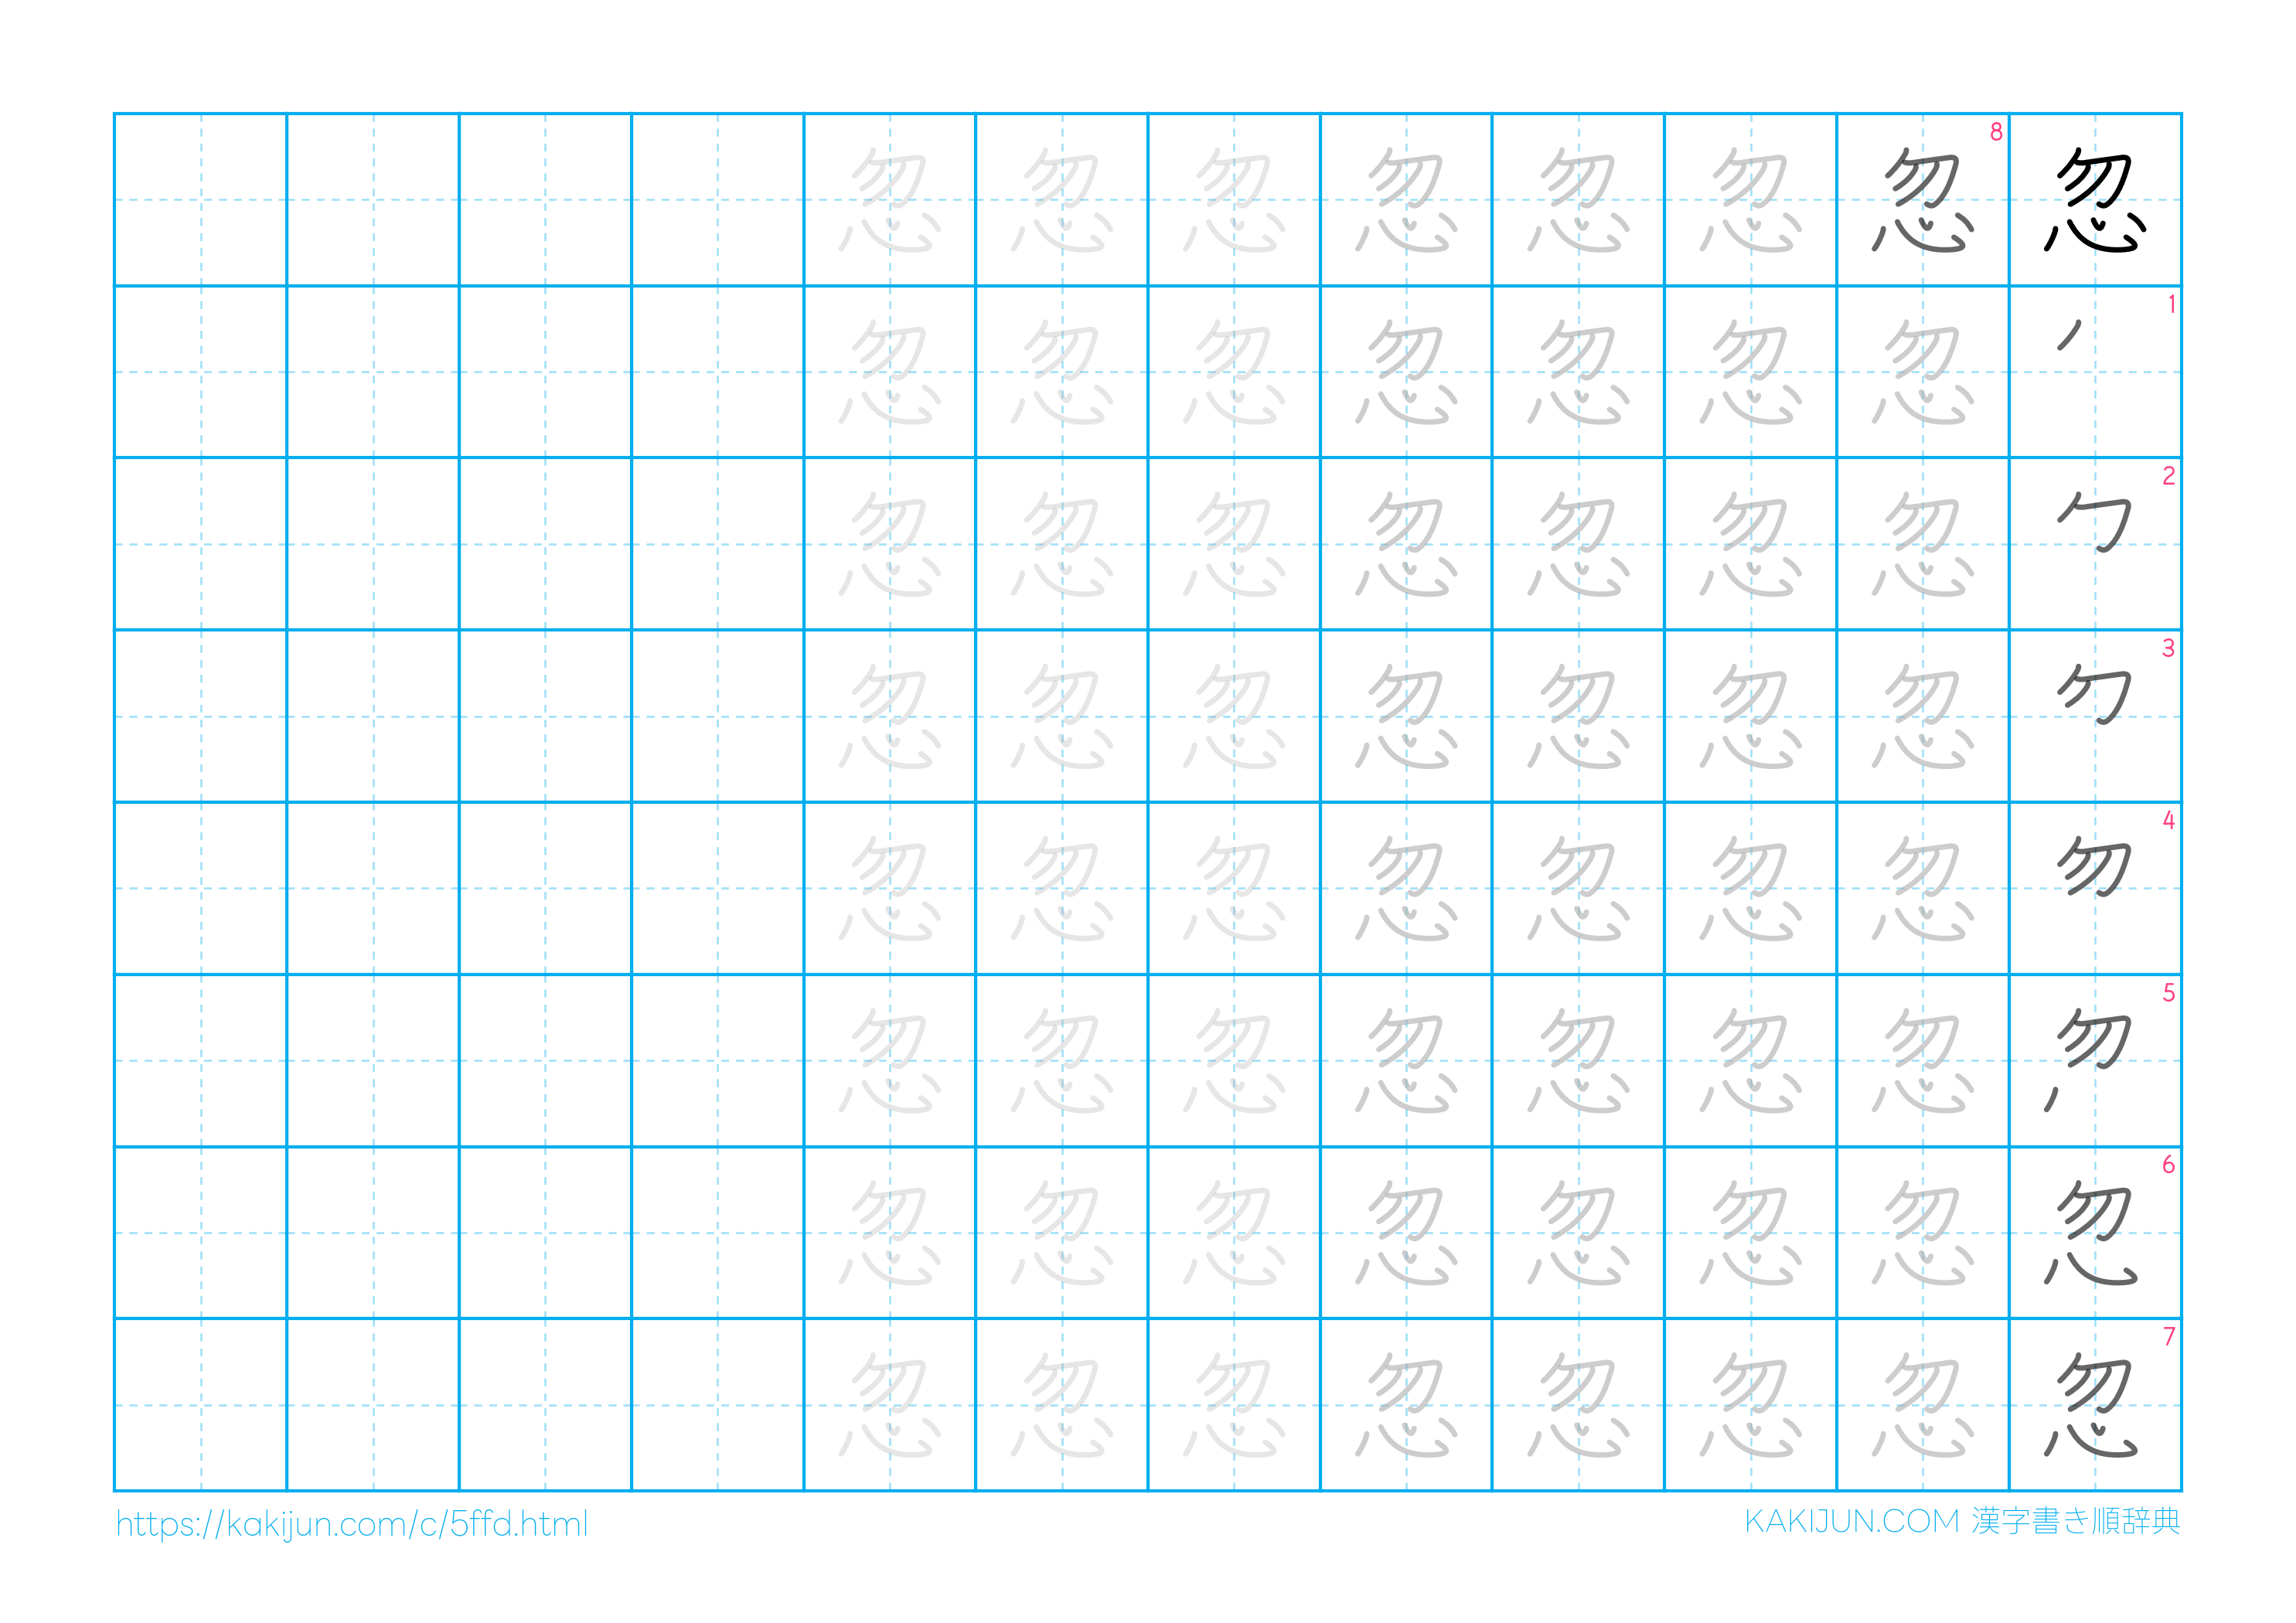 忽 忽 忽 忽 忽 忽 忽 8 忽
忽 忽 忽 忽 忽 忽 忽 1
忽 忽 忽 忽 忽 忽 忽 勹 2
忽 忽 忽 忽 忽 忽 忽 3
忽 忽 忽 忽 忽 忽 忽 勿 4
忽 忽 忽 忽 忽 忽 忽 5
忽 忽 忽 忽 忽 忽 忽 6
忽 忽 忽 忽 忽 忽 忽 7
https://kakijun.com/c/5ffd.html
KAKIJUN.COM 漢字書き順辞典